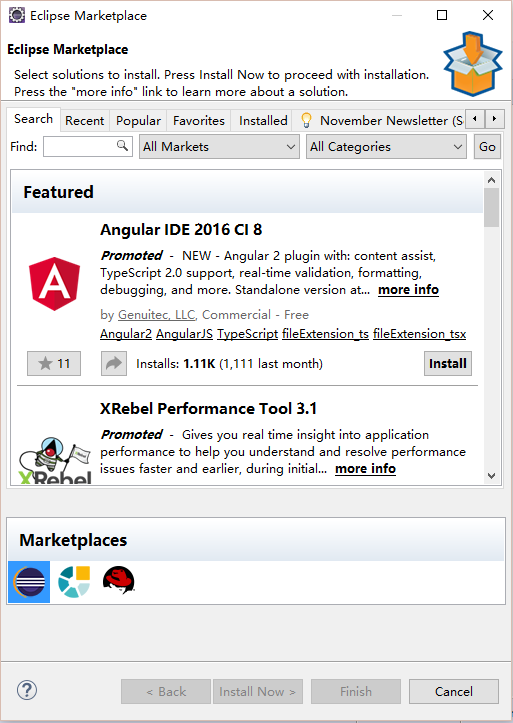 Eclipse Marketplace
Eclipse Marketplace
Select solutions to install. Press Install Now to proceed with installation.
Press the "more info" link to learn more about a solution.
Search Recent Popular Favorites Installed November Newsletter (S
Find: All Markets All Categories Go
Featured
Angular IDE 2016 CI 8
Promoted - NEW - Angular 2 plugin with: content assist,
TypeScript 2.0 support, real-time validation, formatting,
debugging, and more. Standalone version at... more info
by Genuitec, LLC, Commercial - Free
Angular2 AngularJS TypeScript fileExtension_ts fileExtension_tsx
11 Installs: 1.11K (1,111 last month) Install
XRebel Performance Tool 3.1
Promoted - Gives you real time insight into application
performance to help you understand and resolve performance
issues faster and earlier, during initial... more info
XRebel
Marketplaces
? < Back Install Now > Finish Cancel